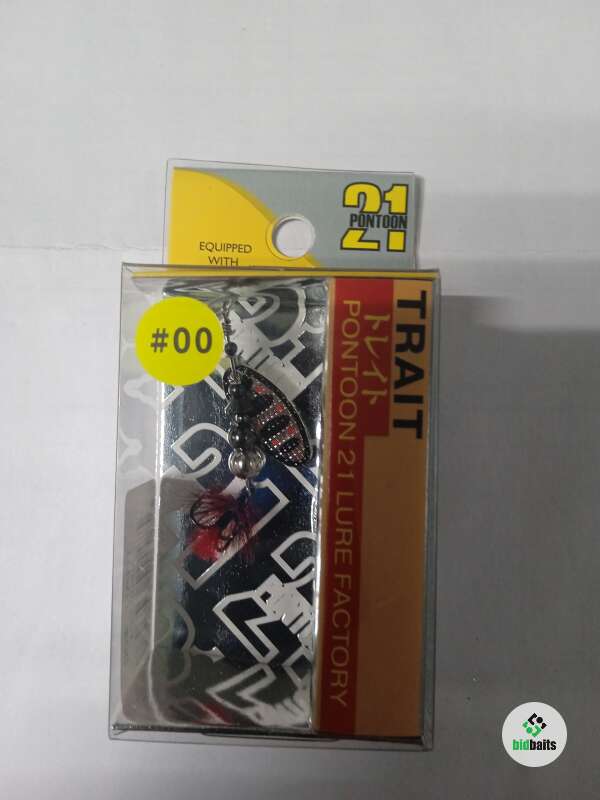 21
PONTOON
EQUIPPED
WITH
#00
TRAIT
トレイト
PONTOON 21 LURE FACTORY
bidbaits